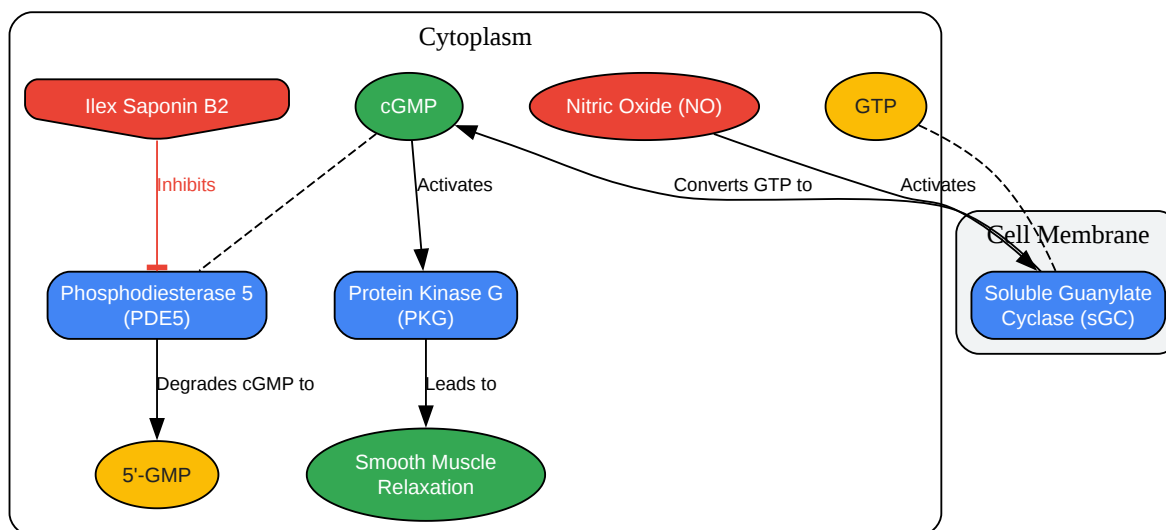 Cytoplasm
Ilex Saponin B2
cGMP
Nitric Oxide (NO)
GTP
Inhibits
Activates
Converts GTP to
Activates
Cell Membrane
Phosphodiesterase 5
(PDE5)
Protein Kinase G
(PKG)
Soluble Guanylate
Cyclase (sGC)
Degrades cGMP to
Leads to
5'-GMP
Smooth Muscle
Relaxation